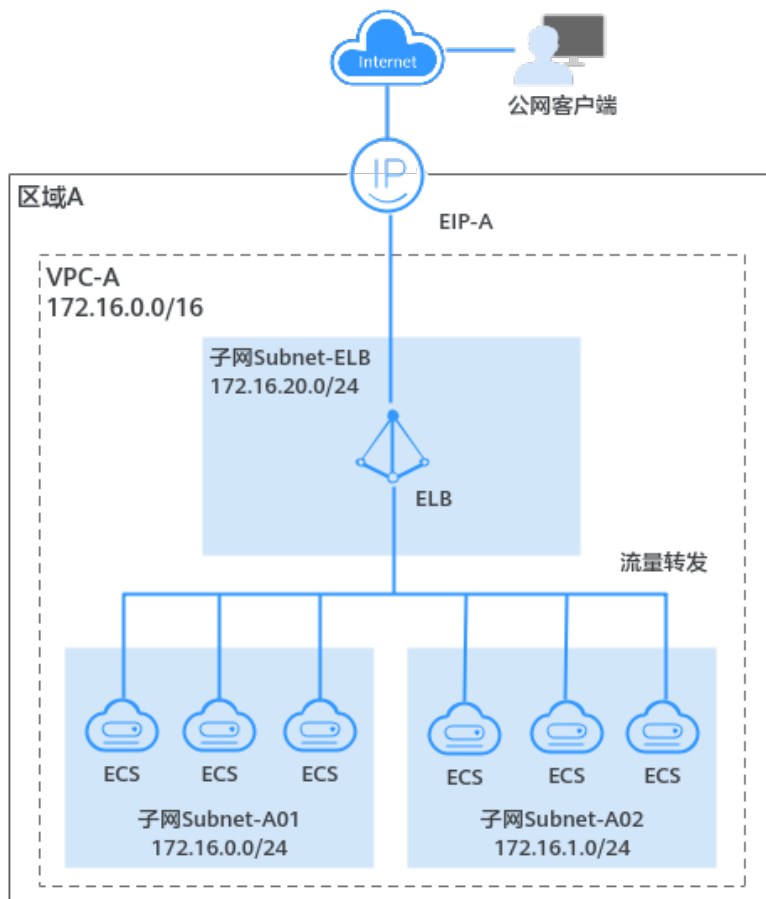 Internet
公网客户端
IP
区域A
EIP-A
VPC-A
172.16.0.0/16
子网Subnet-ELB
172.16.20.0/24
ELB
流量转发
ECS
ECS
ECS
ECS
ECS
ECS
子网Subnet-A01
172.16.0.0/24
子网Subnet-A02
172.16.1.0/24